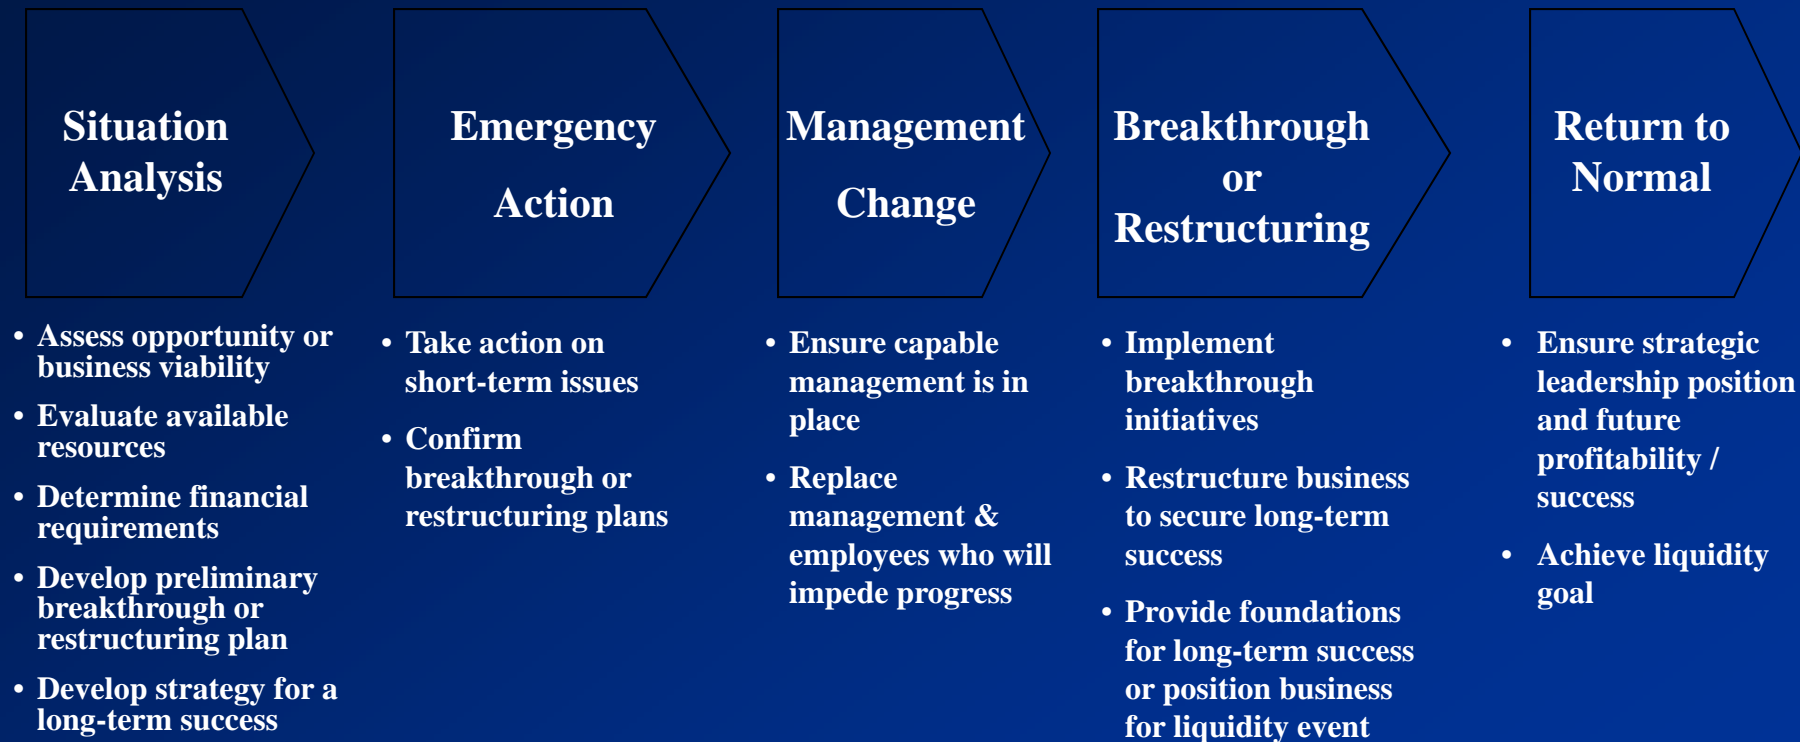 Situation
Analysis
Emergency
Action
Management
Change
Breakthrough
or
Restructuring
Return to
Normal
• Assess opportunity or
business viability
• Evaluate available
resources
• Determine financial
requirements
• Develop preliminary
breakthrough or
restructuring plan
• Develop strategy for a
long-term success
• Take action on
short-term issues
• Confirm
breakthrough or
restructuring plans
• Ensure capable
management is in
place
• Replace
management &
employees who will
impede progress
• Implement
breakthrough
initiatives
• Restructure business
to secure long-term
success
• Provide foundations
for long-term success
or position business
for liquidity event
• Ensure strategic
leadership position
and future
profitability /
success
• Achieve liquidity
goal